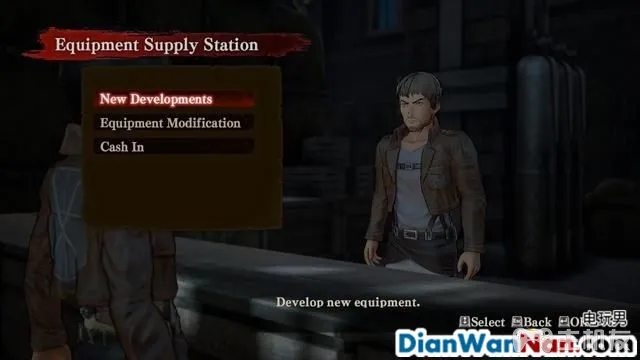 Equipment Supply Station
New Developments
Equipment Modification
Cash In
Develop new equipment.
Select Back OK
电玩男
DianWanNan.com